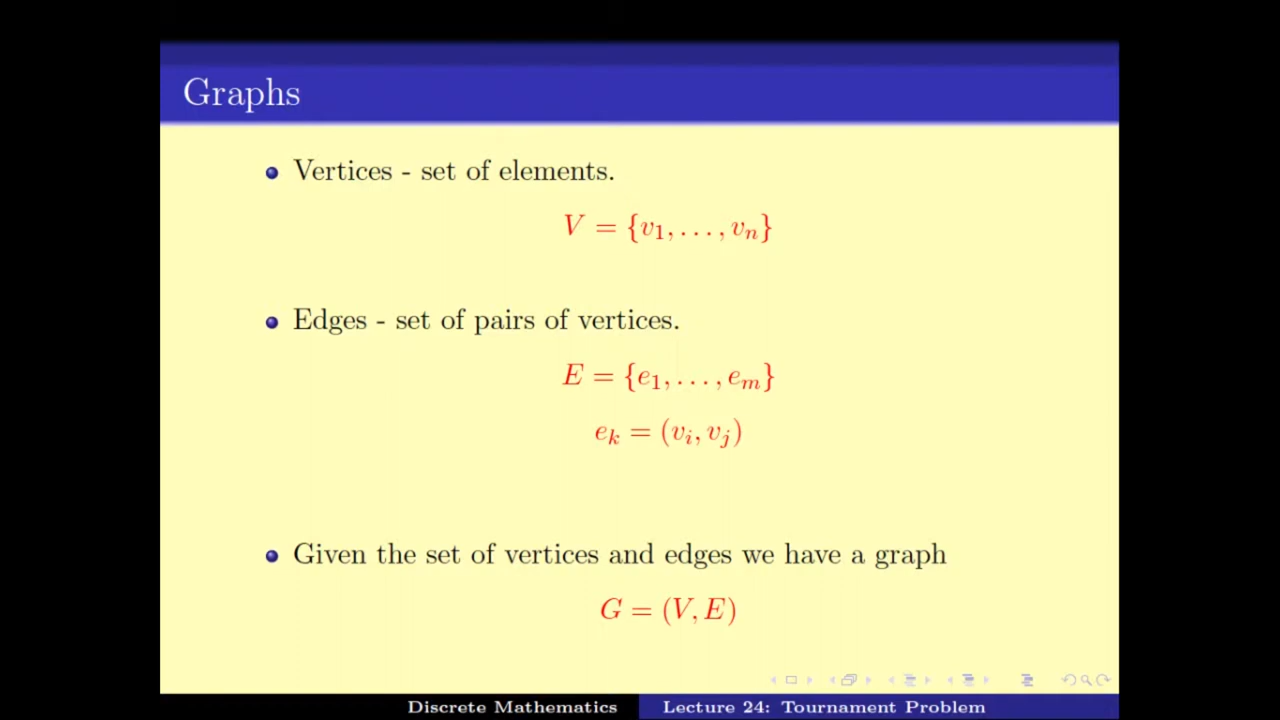 Graphs
Vertices - set of elements.
V = {v₁, . . . , vₙ}
Edges - set of pairs of vertices.
E = {e₁, . . . , eₘ}
eₖ = (vᵢ, vⱼ)
Given the set of vertices and edges we have a graph
G = (V, E)
Discrete Mathematics
Lecture 24: Tournament Problem